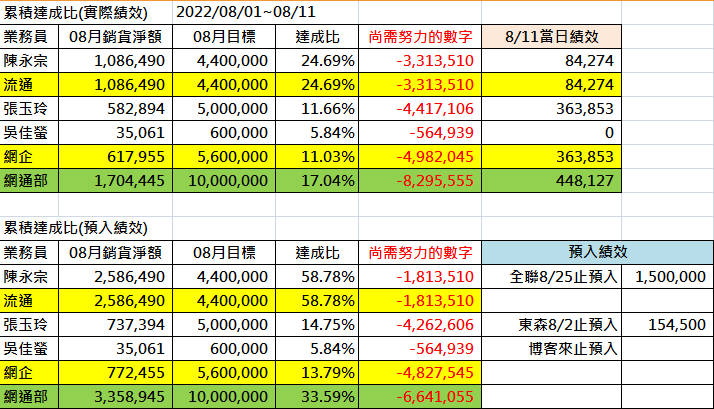 累積達成比(實際績效) 2022/08/01~08/11
業務員 08月銷貨淨額 08月目標 達成比 尚需努力的數字 8/11當日績效
陳永宗 1,086,490 4,400,000 24.69% -3,313,510 84,274
流通 1,086,490 4,400,000 24.69% -3,313,510 84,274
張玉玲 582,894 5,000,000 11.66% -4,417,106 363,853
吳佳螢 35,061 600,000 5.84% -564,939 0
網企 617,955 5,600,000 11.03% -4,982,045 363,853
網通部 1,704,445 10,000,000 17.04% -8,295,555 448,127
累積達成比(預入績效)
業務員 08月銷貨淨額 08月目標 達成比 尚需努力的數字 預入績效
陳永宗 2,586,490 4,400,000 58.78% -1,813,510 全聯8/25止預入 1,500,000
流通 2,586,490 4,400,000 58.78% -1,813,510
張玉玲 737,394 5,000,000 14.75% -4,262,606 東森8/2止預入 154,500
吳佳螢 35,061 600,000 5.84% -564,939 博客來止預入
網企 772,455 5,600,000 13.79% -4,827,545
網通部 3,358,945 10,000,000 33.59% -6,641,055